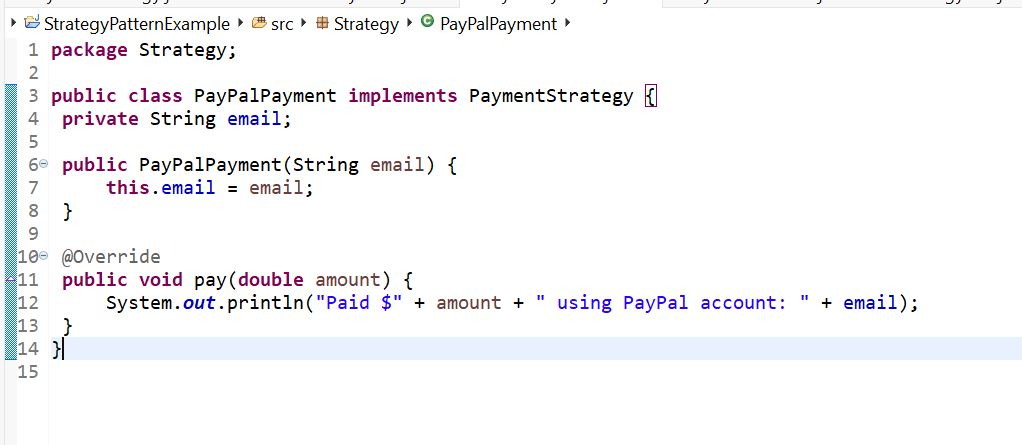 StrategyPatternExample src Strategy PayPalPayment
1 package Strategy;
2
3 public class PayPalPayment implements PaymentStrategy {
4 private String email;
5
6 public PayPalPayment(String email) {
7 this.email = email;
8 }
9
10 @Override
11 public void pay(double amount) {
12 System.out.println("Paid $" + amount + " using PayPal account: " + email);
13 }
14 }
15